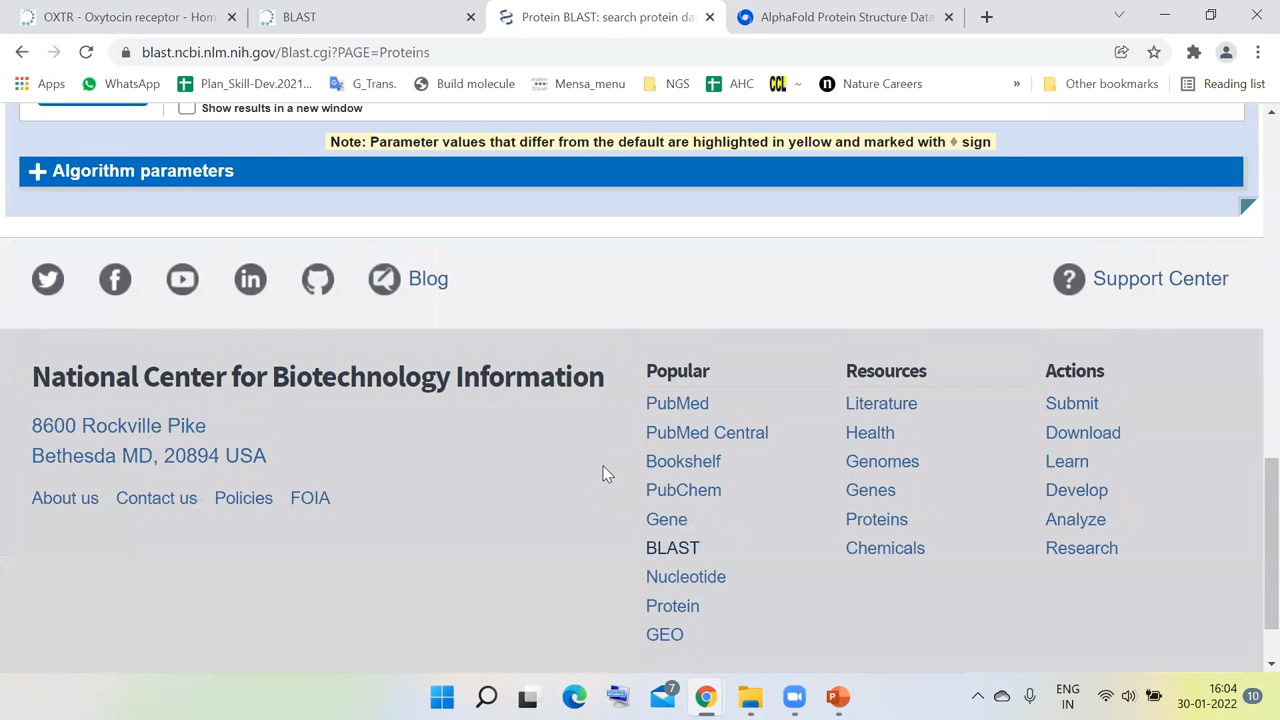 OXTR - Oxytocin receptor - Hom
BLAST
Protein BLAST: search protein da
AlphaFold Protein Structure Data
blast.ncbi.nlm.nih.gov/Blast.cgi?PAGE=Proteins
Apps
WhatsApp
Plan_Skill-Dev_2021...
G_Trans.
Build molecule
Mensa_menu
NGS
AHC
CCL ~
n Nature Careers
»
Other bookmarks
Reading list
Show results in a new window
Note: Parameter values that differ from the default are highlighted in yellow and marked with ♦ sign
+ Algorithm parameters
Blog
? Support Center
National Center for Biotechnology Information
8600 Rockville Pike
Bethesda MD, 20894 USA
About us Contact us Policies FOIA
Popular
PubMed
PubMed Central
Bookshelf
PubChem
Gene
BLAST
Nucleotide
Protein
GEO
Resources
Literature
Health
Genomes
Genes
Proteins
Chemicals
Actions
Submit
Download
Learn
Develop
Analyze
Research
7
ENG
IN
16:04
30-01-2022
10